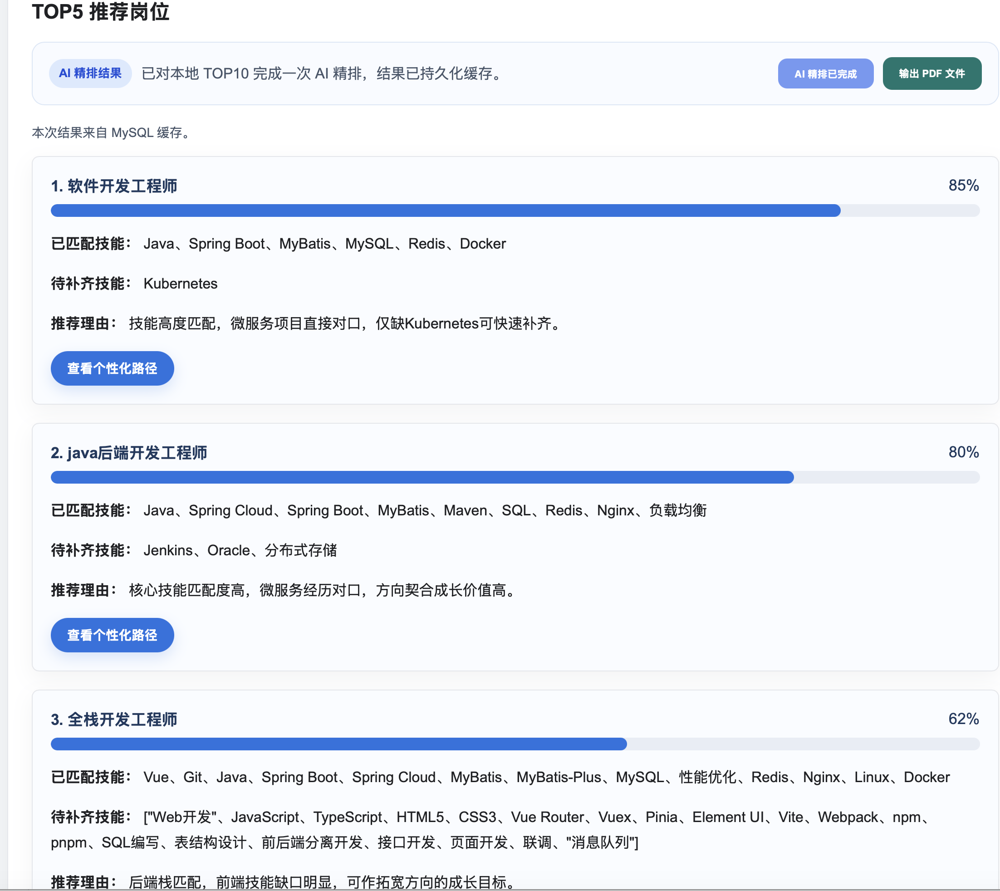 TOP5 推荐岗位
AI 精排结果 已对本地 TOP10 完成一次 AI 精排，结果已持久化缓存。 AI 精排已完成 输出 PDF 文件
本次结果来自 MySQL 缓存。
1. 软件开发工程师 85%
已匹配技能： Java、Spring Boot、MyBatis、MySQL、Redis、Docker
待补齐技能： Kubernetes
推荐理由： 技能高度匹配，微服务项目直接对口，仅缺Kubernetes可快速补齐。
查看个性化路径
2. java后端开发工程师 80%
已匹配技能： Java、Spring Cloud、Spring Boot、MyBatis、Maven、SQL、Redis、Nginx、负载均衡
待补齐技能： Jenkins、Oracle、分布式存储
推荐理由： 核心技能匹配度高，微服务经历对口，方向契合成长价值高。
查看个性化路径
3. 全栈开发工程师 62%
已匹配技能： Vue、Git、Java、Spring Boot、Spring Cloud、MyBatis、MyBatis-Plus、MySQL、性能优化、Redis、Nginx、Linux、Docker
待补齐技能： ["Web开发"、JavaScript、TypeScript、HTML5、CSS3、Vue Router、Vuex、Pinia、Element UI、Vite、Webpack、npm、
pnpm、SQL编写、表结构设计、前后端分离开发、接口开发、页面开发、联调、"消息队列"]
推荐理由： 后端栈匹配，前端技能缺口明显，可作拓宽方向的成长目标。